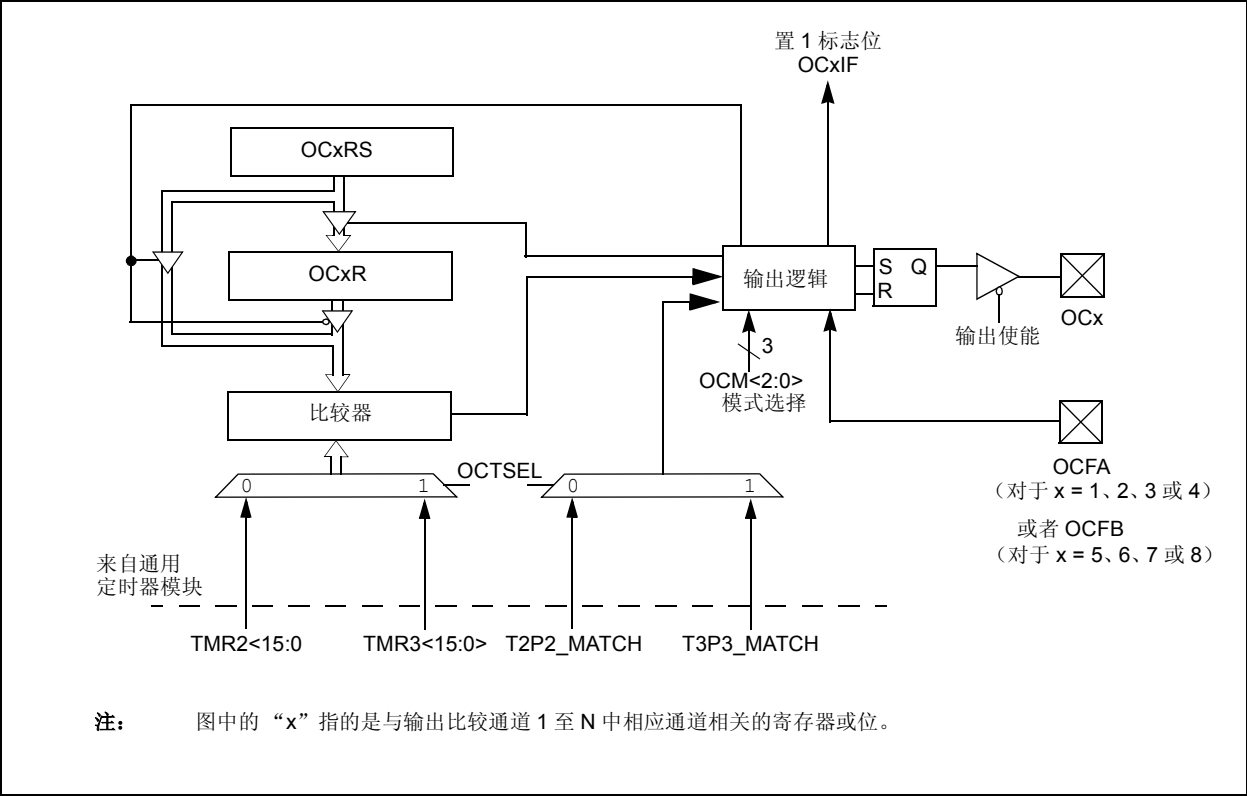 置 1 标志位
OCxIF
OCxRS
OCxR
输出逻辑
S Q
R
OCx
输出使能
3
OCM<2:0>
模式选择
比较器
OCFA
（对于 x = 1、2、3 或 4）
或者 OCFB
（对于 x = 5、6、7 或 8）
0 1 OCTSEL 0 1
来自通用
定时器模块
TMR2<15:0 TMR3<15:0> T2P2_MATCH T3P3_MATCH
注： 图中的 “x”指的是与输出比较通道 1 至 N 中相应通道相关的寄存器或位。